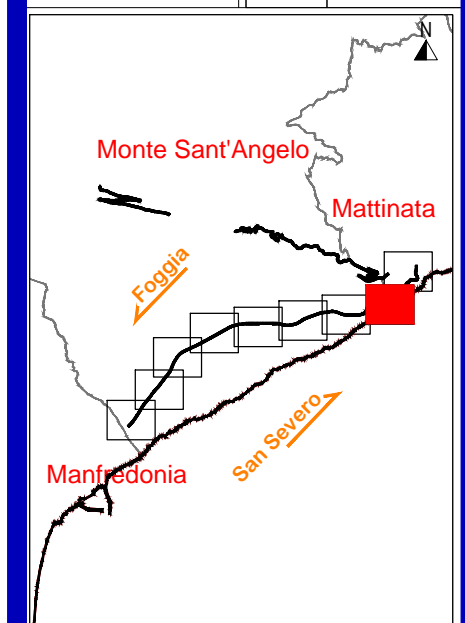 N
Monte Sant'Angelo
Mattinata
Foggia
San Severo
Manfredonia